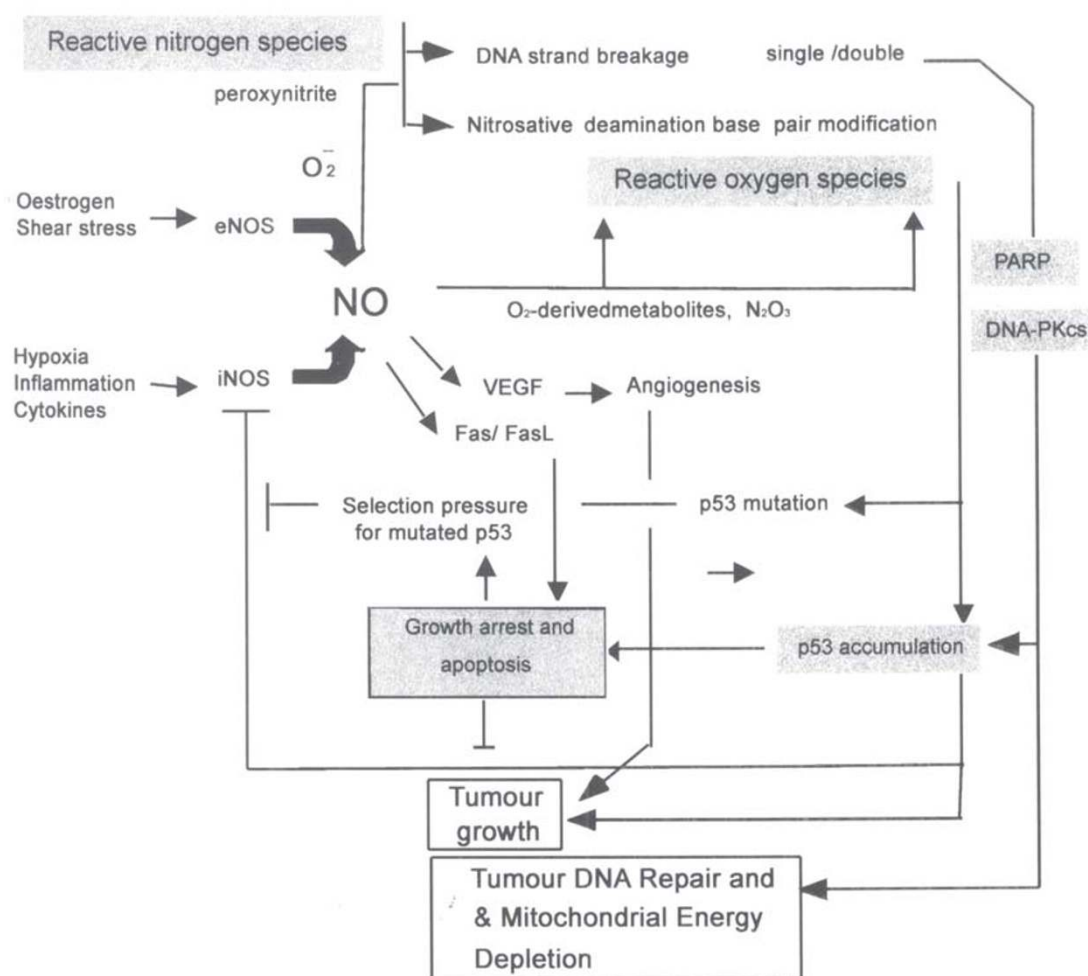 Reactive nitrogen species
DNA strand breakage single /double
peroxynitrite
Nitrosative deamination base pair modification
O₂⁻
Reactive oxygen species
Oestrogen
Shear stress
eNOS
PARP
NO
O₂-derivedmetabolites, N₂O₃
DNA-PKcs
Hypoxia
Inflammation
Cytokines
iNOS
VEGF
Angiogenesis
Fas/ FasL
Selection pressure
for mutated p53
p53 mutation
Growth arrest and
apoptosis
p53 accumulation
Tumour
growth
Tumour DNA Repair and
& Mitochondrial Energy
Depletion